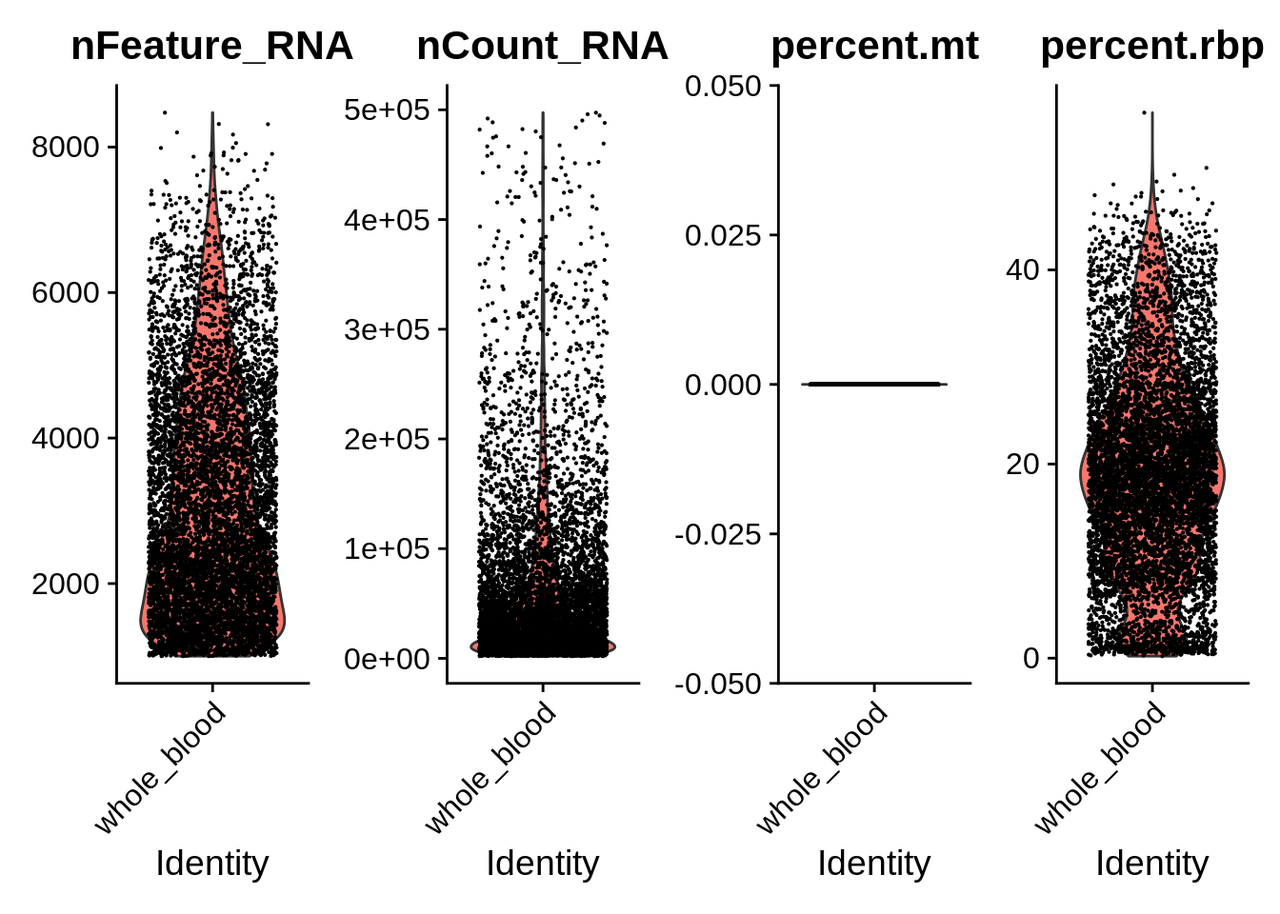 nFeature_RNA
nCount_RNA
percent.mt
percent.rbp
8000
6000
4000
2000
whole_blood
Identity
5e+05
4e+05
3e+05
2e+05
1e+05
0e+00
whole_blood
Identity
0.050
0.025
0.000
-0.025
-0.050
whole_blood
Identity
40
20
0
whole_blood
Identity